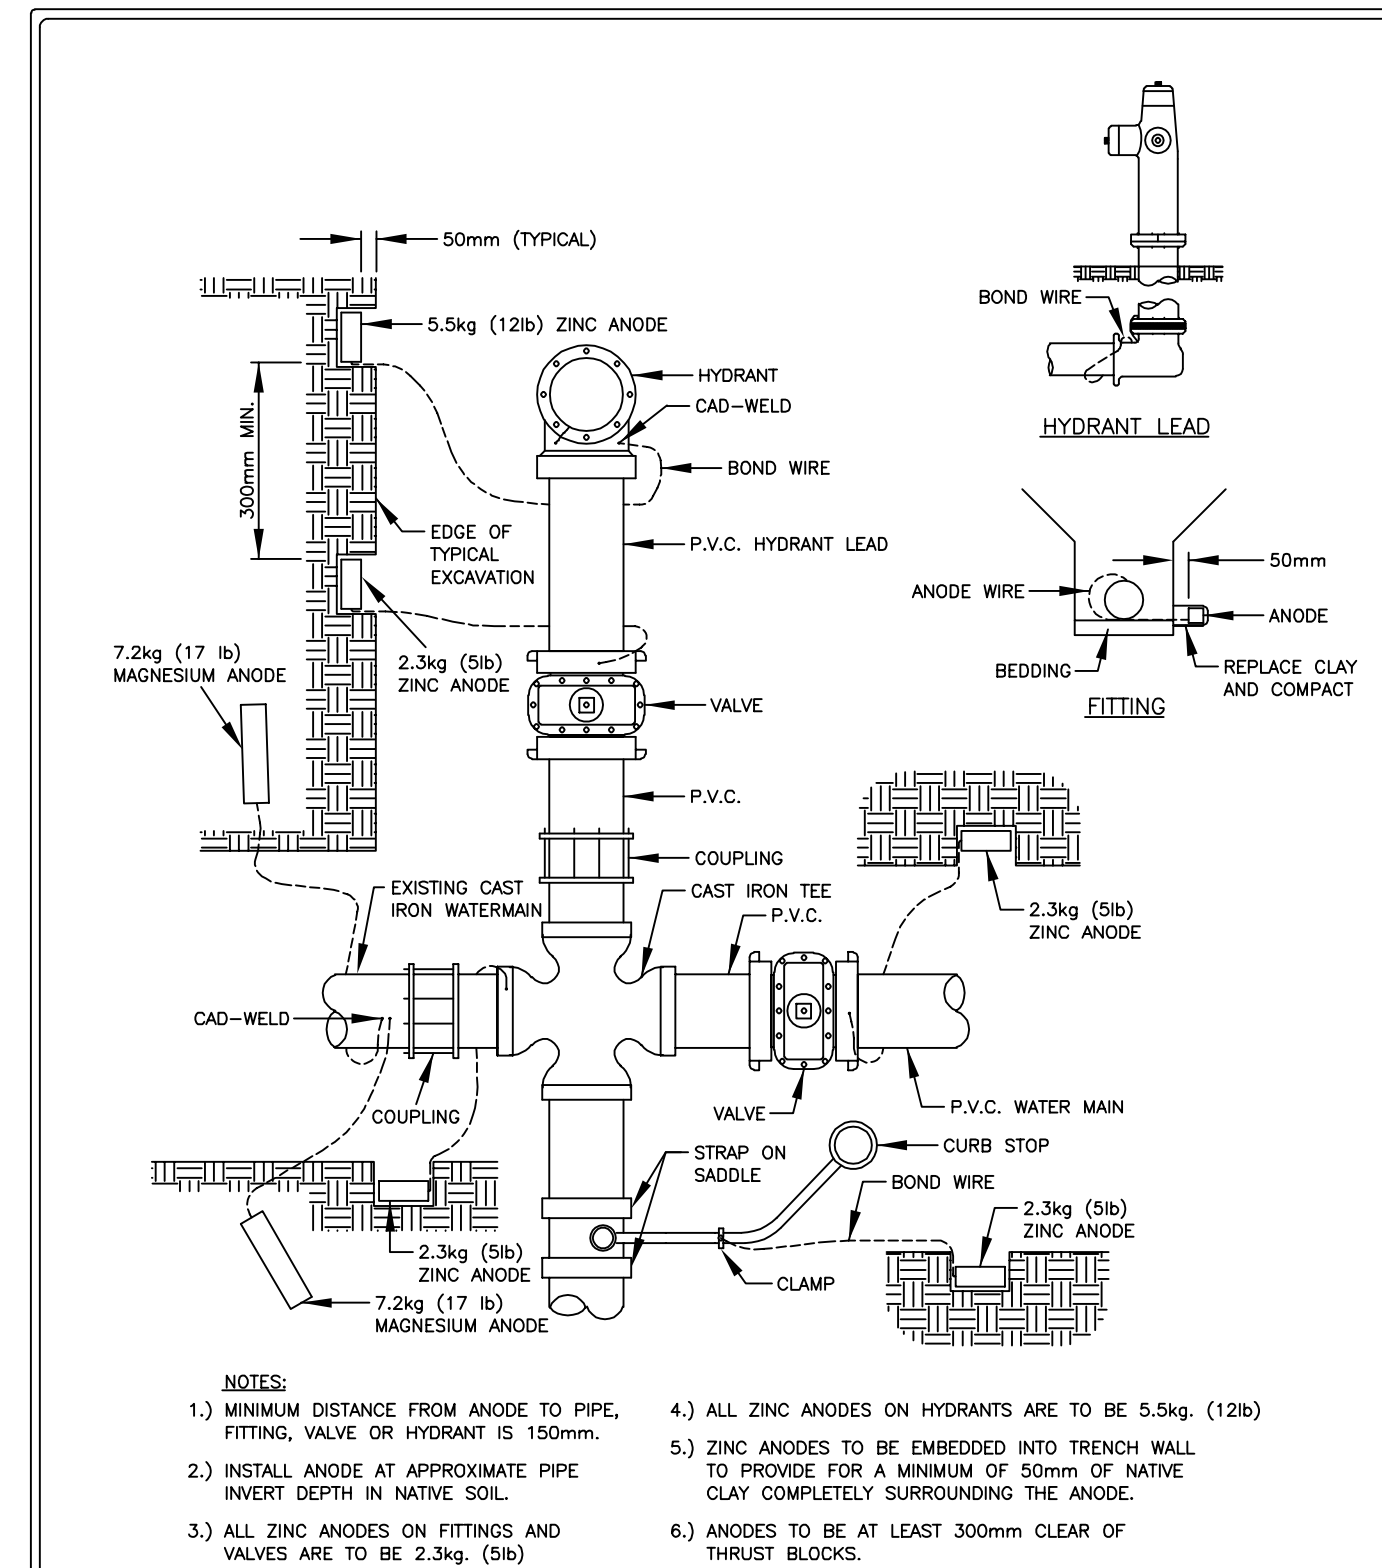 50mm (TYPICAL)
5.5kg (12lb) ZINC ANODE
300mm MIN.
HYDRANT
CAD-WELD
BOND WIRE
EDGE OF
TYPICAL
EXCAVATION
P.V.C. HYDRANT LEAD
7.2kg (17 lb)
MAGNESIUM ANODE
2.3kg (5lb)
ZINC ANODE
VALVE
P.V.C.
COUPLING
EXISTING CAST
IRON WATERMAIN
CAST IRON TEE
P.V.C.
2.3kg (5lb)
ZINC ANODE
CAD-WELD
COUPLING
VALVE
P.V.C. WATER MAIN
STRAP ON
SADDLE
CURB STOP
BOND WIRE
2.3kg (5lb)
ZINC ANODE
2.3kg (5lb)
ZINC ANODE
CLAMP
7.2kg (17 lb)
MAGNESIUM ANODE
BOND WIRE
HYDRANT LEAD
50mm
ANODE WIRE
ANODE
BEDDING
REPLACE CLAY
AND COMPACT
FITTING
NOTES:
1.) MINIMUM DISTANCE FROM ANODE TO PIPE,
FITTING, VALVE OR HYDRANT IS 150mm.
2.) INSTALL ANODE AT APPROXIMATE PIPE
INVERT DEPTH IN NATIVE SOIL.
3.) ALL ZINC ANODES ON FITTINGS AND
VALVES ARE TO BE 2.3kg. (5lb)
4.) ALL ZINC ANODES ON HYDRANTS ARE TO BE 5.5kg. (12lb)
5.) ZINC ANODES TO BE EMBEDDED INTO TRENCH WALL
TO PROVIDE FOR A MINIMUM OF 50mm OF NATIVE
CLAY COMPLETELY SURROUNDING THE ANODE.
6.) ANODES TO BE AT LEAST 300mm CLEAR OF
THRUST BLOCKS.